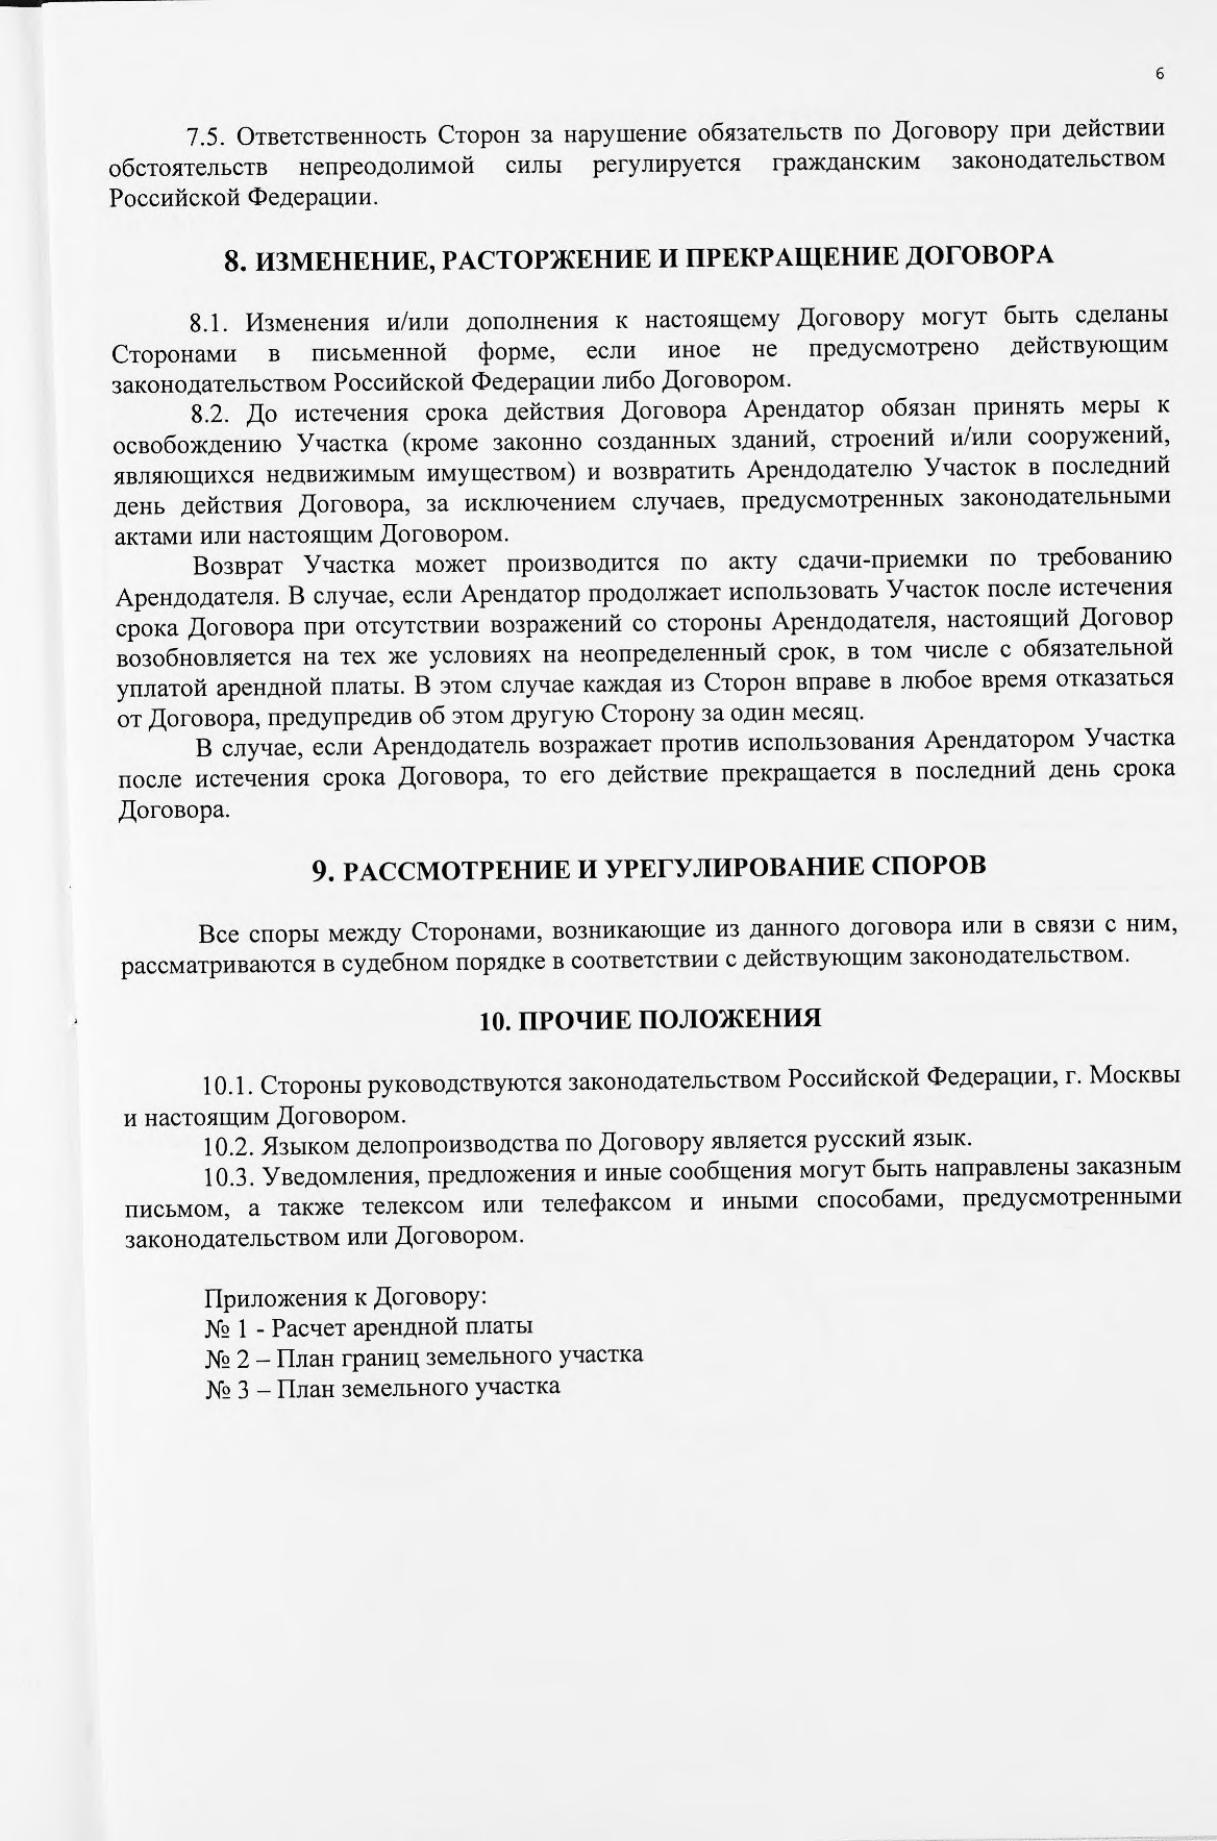 6
7.5. Ответственность Сторон за нарушение обязательств по Договору при действии
обстоятельств непреодолимой силы регулируется гражданским законодательством
Российской Федерации.
8. ИЗМЕНЕНИЕ, РАСТОРЖЕНИЕ И ПРЕКРАЩЕНИЕ ДОГОВОРА
8.1. Изменения и/или дополнения к настоящему Договору могут быть сделаны
Сторонами в письменной форме, если иное не предусмотрено действующим
законодательством Российской Федерации либо Договором.
8.2. До истечения срока действия Договора Арендатор обязан принять меры к
освобождению Участка (кроме законно созданных зданий, строений и/или сооружений,
являющихся недвижимым имуществом) и возвратить Арендодателю Участок в последний
день действия Договора, за исключением случаев, предусмотренных законодательными
актами или настоящим Договором.
Возврат Участка может производится по акту сдачи-приемки по требованию
Арендодателя. В случае, если Арендатор продолжает использовать Участок после истечения
срока Договора при отсутствии возражений со стороны Арендодателя, настоящий Договор
возобновляется на тех же условиях на неопределенный срок, в том числе с обязательной
уплатой арендной платы. В этом случае каждая из Сторон вправе в любое время отказаться
от Договора, предупредив об этом другую Сторону за один месяц.
В случае, если Арендодатель возражает против использования Арендатором Участка
после истечения срока Договора, то его действие прекращается в последний день срока
Договора.
9. РАССМОТРЕНИЕ И УРЕГУЛИРОВАНИЕ СПОРОВ
Все споры между Сторонами, возникающие из данного договора или в связи с ним,
рассматриваются в судебном порядке в соответствии с действующим законодательством.
10. ПРОЧИЕ ПОЛОЖЕНИЯ
10.1. Стороны руководствуются законодательством Российской Федерации, г. Москвы
и настоящим Договором.
10.2. Языком делопроизводства по Договору является русский язык.
10.3. Уведомления, предложения и иные сообщения могут быть направлены заказным
письмом, а также телексом или телефаксом и иными способами, предусмотренными
законодательством или Договором.
Приложения к Договору:
№ 1 - Расчет арендной платы
№ 2 – План границ земельного участка
№ 3 – План земельного участка